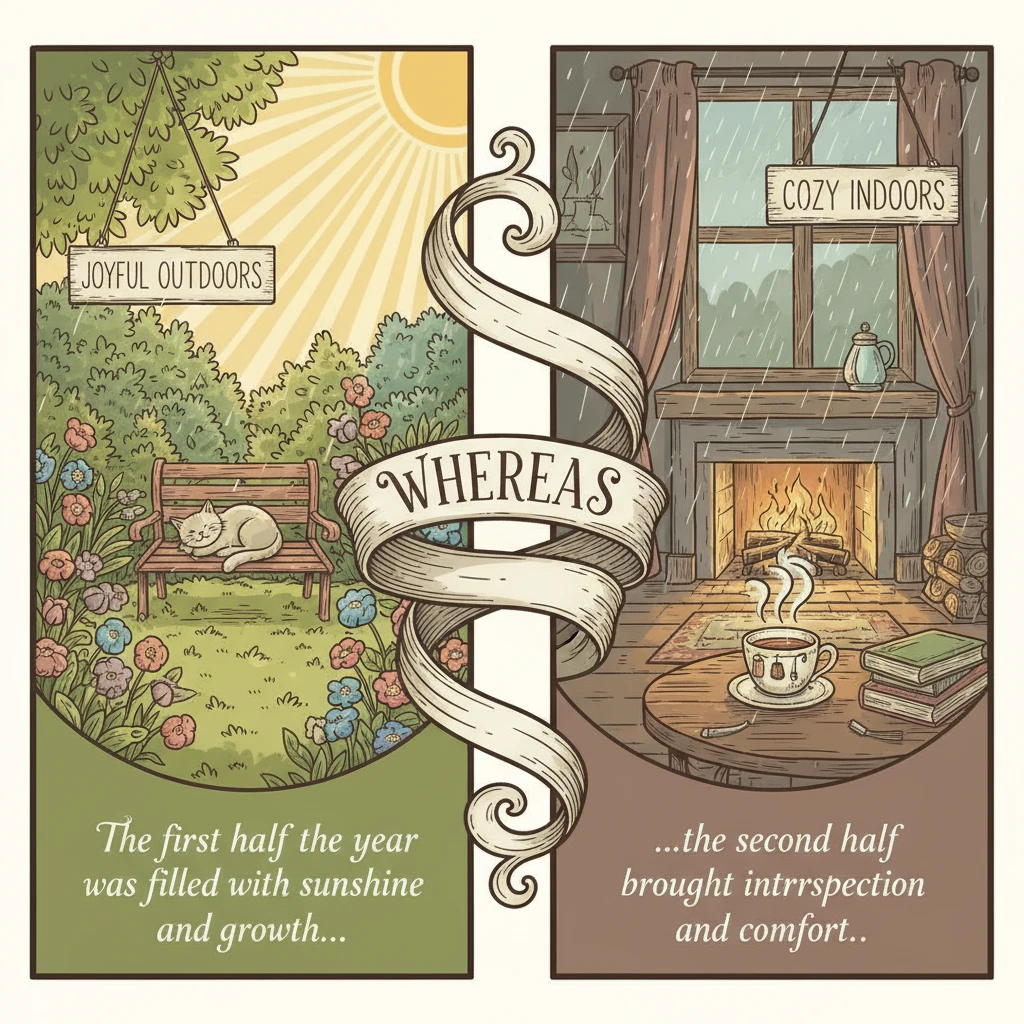 JOYFUL OUTDOORS
COZY INDOORS
WHEREAS
The first half the year
was filled with sunshine
and growth...
...the second half
brought intrrspection
and comfort..